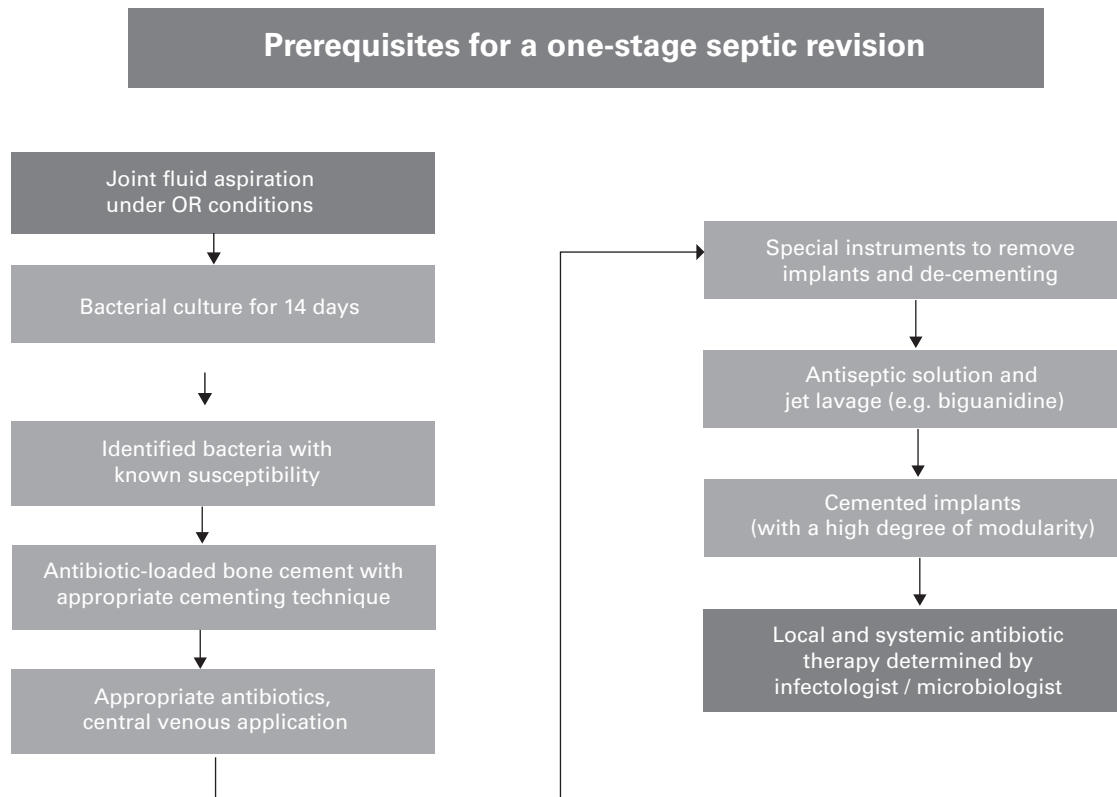 Prerequisites for a one-stage septic revision
Joint fluid aspiration
under OR conditions
Bacterial culture for 14 days
Identified bacteria with
known susceptibility
Antibiotic-loaded bone cement with
appropriate cementing technique
Appropriate antibiotics,
central venous application
Special instruments to remove
implants and de-cementing
Antiseptic solution and
jet lavage (e.g. biguanidine)
Cemented implants
(with a high degree of modularity)
Local and systemic antibiotic
therapy determined by
infectologist / microbiologist